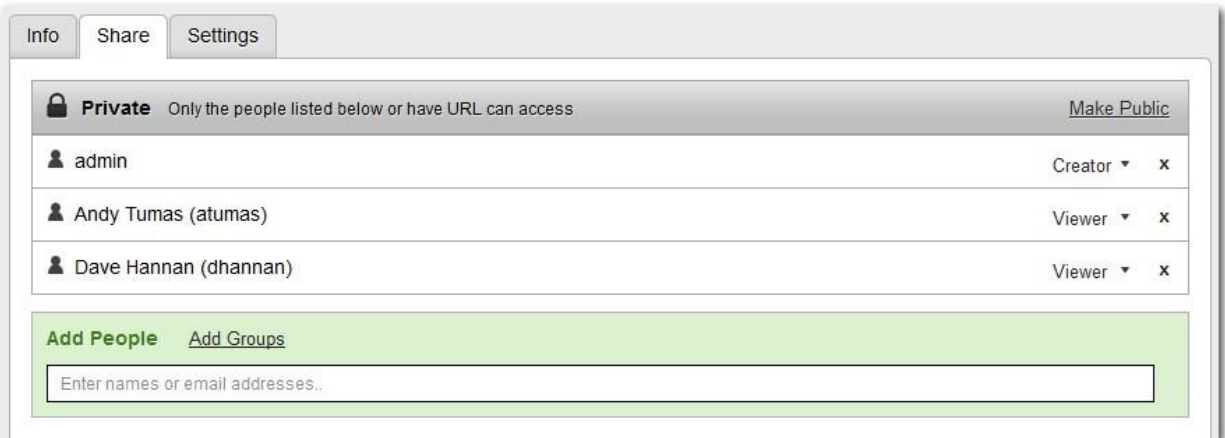 Info Share Settings
Private Only the people listed below or have URL can access Make Public
admin Creator x
Andy Tumas (atumas) Viewer x
Dave Hannan (dhannan) Viewer x
Add People Add Groups
Enter names or email addresses..